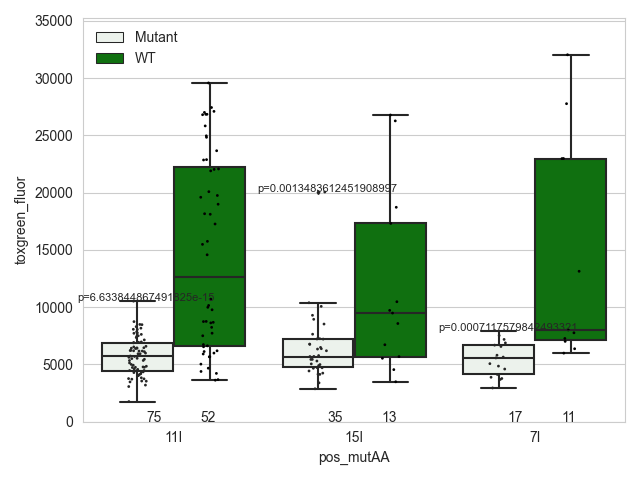 35000
30000
25000
20000
15000
10000
5000
0
toxgreen_fluor
Mutant
WT
p=6.633844867491825e-15
p=0.0013483612451908997
p=0.0007117579842493321
75 52 35 13 17 11
11I 15I 7I
pos_mutAA